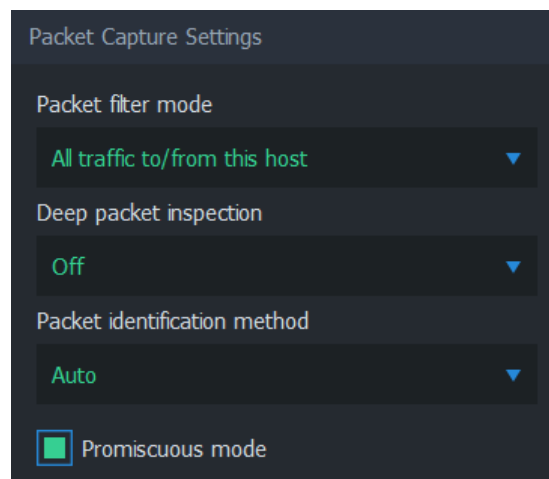 Packet Capture Settings
Packet filter mode
All traffic to/from this host
Deep packet inspection
Off
Packet identification method
Auto
Promiscuous mode